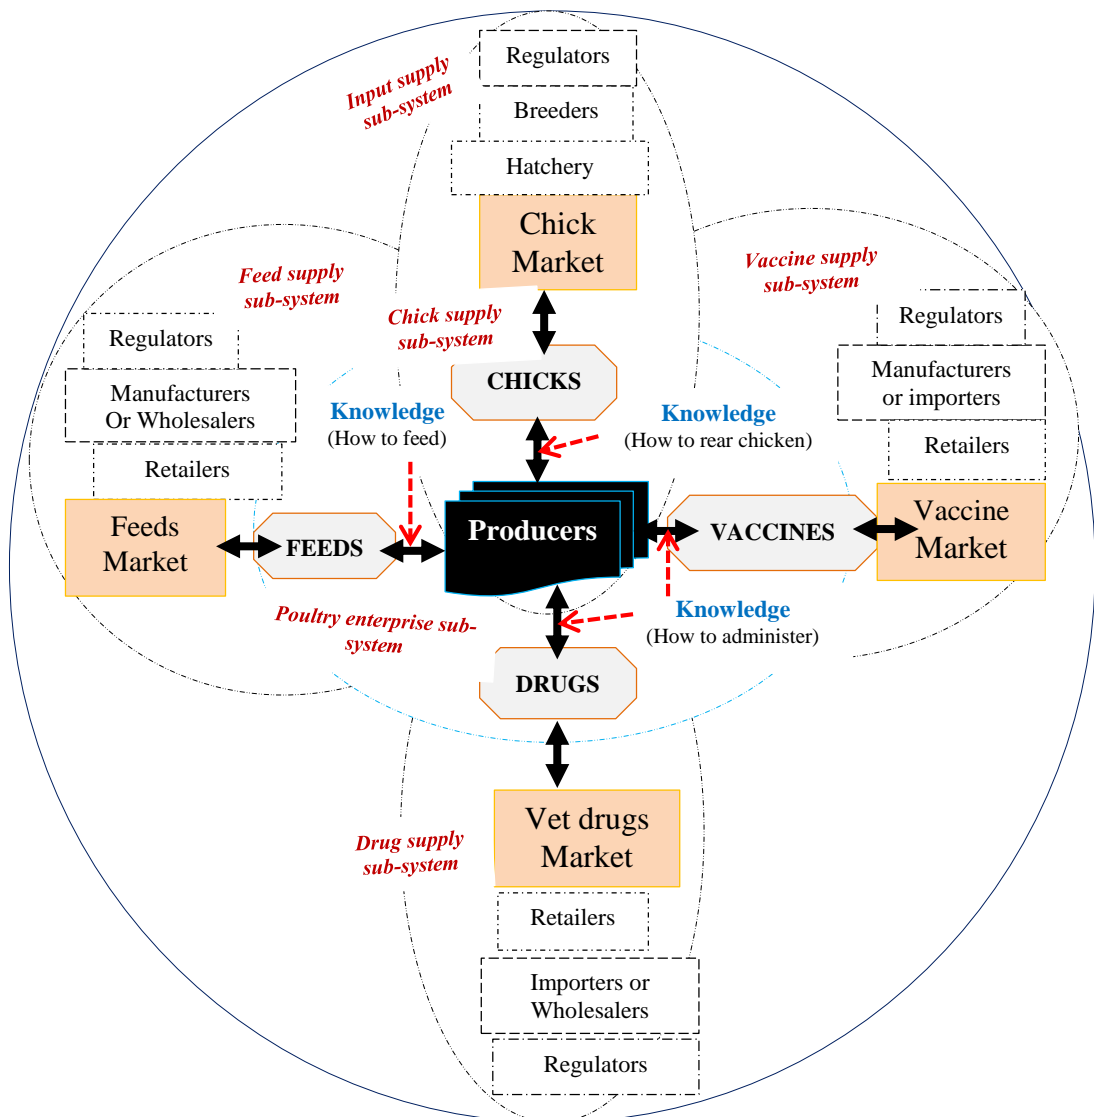 Regulators
Input supply
sub-system
Breeders
Hatchery
Chick
Market
Feed supply
sub-system
Vaccine supply
sub-system
Chick supply
sub-system
Regulators
Manufacturers
Or Wholesalers
Retailers
Feeds
Market
Regulators
Manufacturers
or importers
Retailers
Vaccine
Market
CHICKS
Knowledge
(How to feed)
Knowledge
(How to rear chicken)
FEEDS
Producers
VACCINES
Poultry enterprise sub-
system
Knowledge
(How to administer)
DRUGS
Drug supply
sub-system
Vet drugs
Market
Retailers
Importers or
Wholesalers
Regulators